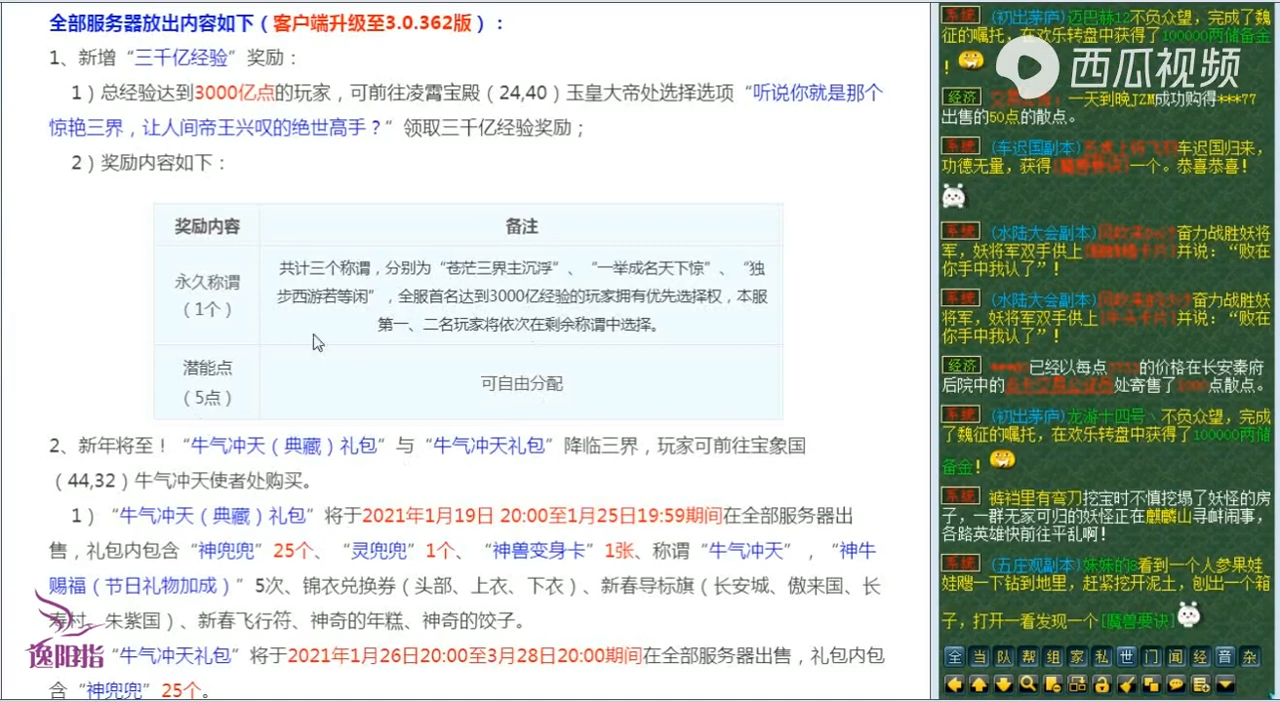 全部服务器放出内容如下（客户端升级至3.0.362版）：
1、新增“三千亿经验”奖励：
1）总经验达到3000亿点的玩家，可前往凌霄宝殿（24,40）玉皇大帝处选择选项“听说你就是那个
惊艳三界，让人间帝王兴叹的绝世高手？”领取三千亿经验奖励；
2）奖励内容如下：
奖励内容 备注
永久称谓
（1个）
共计三个称谓，分别为“苍茫三界主沉浮”、“一举成名天下惊”、“独
步西游若等闲”，全服首名达到3000亿经验的玩家拥有优先选择权，本服
第一、二名玩家将依次在剩余称谓中选择。
潜能点
（5点）
可自由分配
2、新年将至！“牛气冲天（典藏）礼包”与“牛气冲天礼包”降临三界，玩家可前往宝象国
（44,32）牛气冲天使者处购买。
1）“牛气冲天（典藏）礼包”将于2021年1月19日 20:00至1月25日19:59期间在全部服务器出
售，礼包内包含“神兜兜”25个、“灵兜兜”1个、“神兽变身卡”1张、称谓“牛气冲天”，“神牛
赐福（节日礼物加成）”5次、锦衣兑换券（头部、上衣、下衣）、新春导标旗（长安城、傲来国、长
寿村、朱紫国）、新春飞行符、神奇的年糕、神奇的饺子。
“牛气冲天礼包”将于2021年1月26日20:00至3月28日20:00期间在全部服务器出售，礼包内包
含“神兜兜”25个。
逸阳指
西瓜视频
系统 (初出茅庐)迈巴赫12不负众望，完成了魏
征的嘱托，在欢乐转盘中获得了100000两储备金
！
经济 一天到晚JZM成功购得***77
出售的50点的散点。
系统 (车迟国副本) 车迟国归来，
功德无量，获得[魔兽要诀]一个。恭喜恭喜！
系统 (水陆大会副本) 奋力战胜妖将
军，妖将军双手供上 并说：“败在
你手中我认了”！
系统 (水陆大会副本) 奋力战胜妖
将军，妖将军双手供上 并说：“败在
你手中我认了”！
经济 已经以每点 的价格在长安秦府
后院中的 处寄售了 点散点。
系统 (初出茅庐)龙游十四号丶不负众望，完成
了魏征的嘱托，在欢乐转盘中获得了100000两储
备金！
系统 裤裆里有弯刀挖宝时不慎挖塌了妖怪的房
子，一群无家可归的妖怪正在麒麟山寻衅闹事，
各路英雄快前往平乱啊！
系统 (五庄观副本)妹妹的8看到一个人参果娃
娃嗖一下钻到地里，赶紧挖开泥土，刨出一个箱
子，打开一看发现一个[魔兽要诀]
全 当 队 帮 组 家 私 世 门 闻 经 音 杂